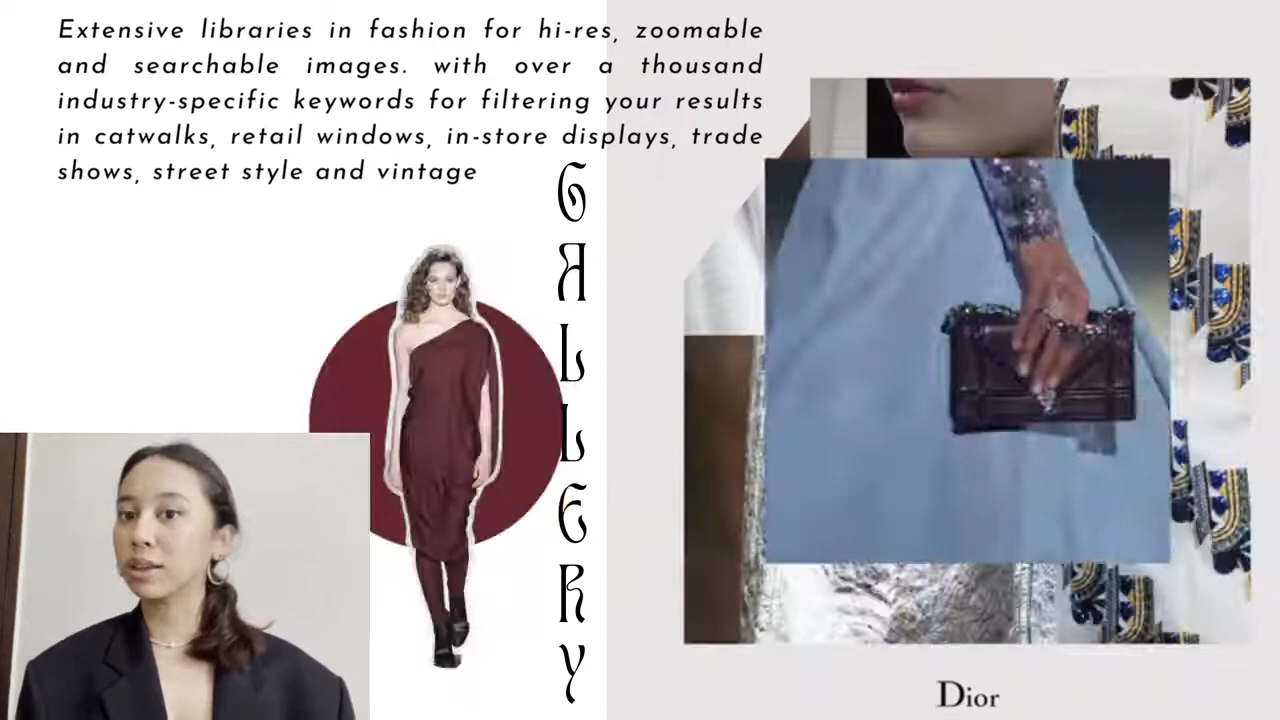 Extensive libraries in fashion for hi-res, zoomable
and searchable images. with over a thousand
industry-specific keywords for filtering your results
in catwalks, retail windows, in-store displays, trade
shows, street style and vintage
GALLERY
Dior